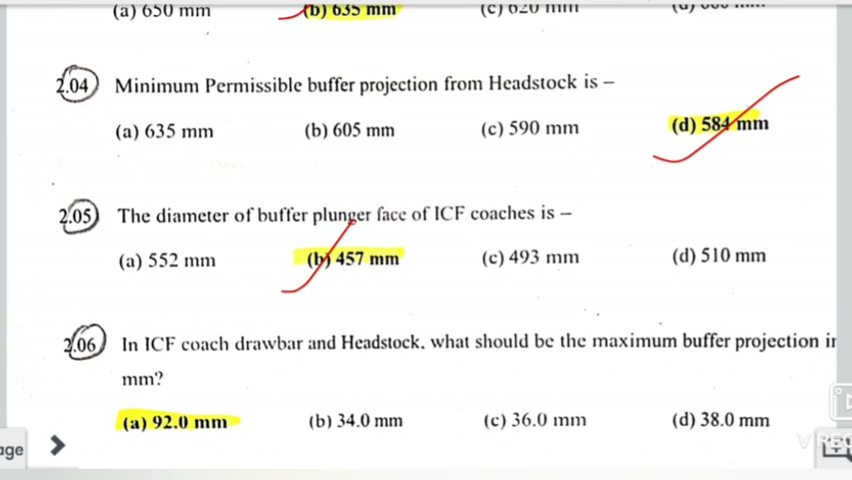 (a) 650 mm (b) 635 mm (c) 620 mm
2.04 Minimum Permissible buffer projection from Headstock is –
(a) 635 mm (b) 605 mm (c) 590 mm (d) 584 mm
2.05 The diameter of buffer plunger face of ICF coaches is –
(a) 552 mm (b) 457 mm (c) 493 mm (d) 510 mm
2.06 In ICF coach drawbar and Headstock, what should be the maximum buffer projection in
mm?
(a) 92.0 mm (b) 34.0 mm (c) 36.0 mm (d) 38.0 mm
age